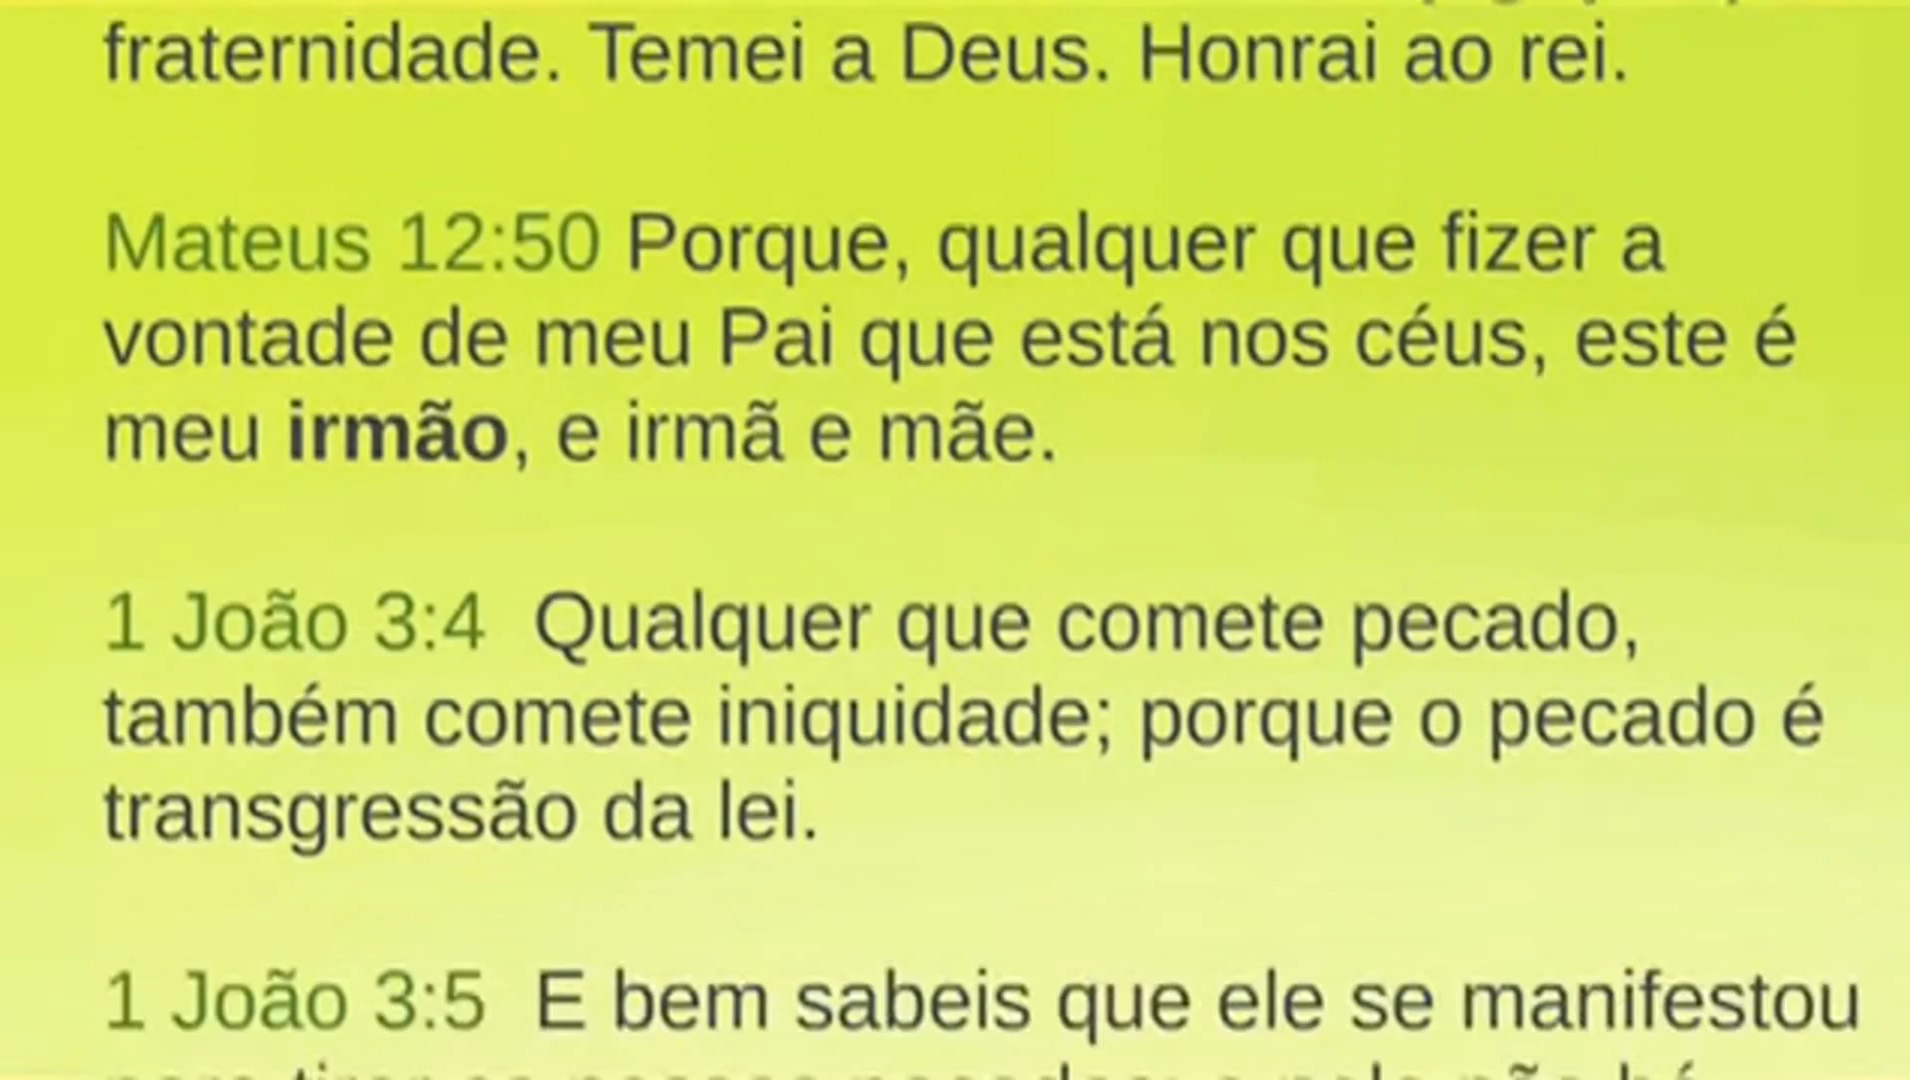 fraternidade. Temei a Deus. Honrai ao rei.
Mateus 12:50 Porque, qualquer que fizer a
vontade de meu Pai que está nos céus, este é
meu irmão, e irmã e mãe.
1 João 3:4 Qualquer que comete pecado,
também comete iniquidade; porque o pecado é
transgressão da lei.
1 João 3:5 E bem sabeis que ele se manifestou